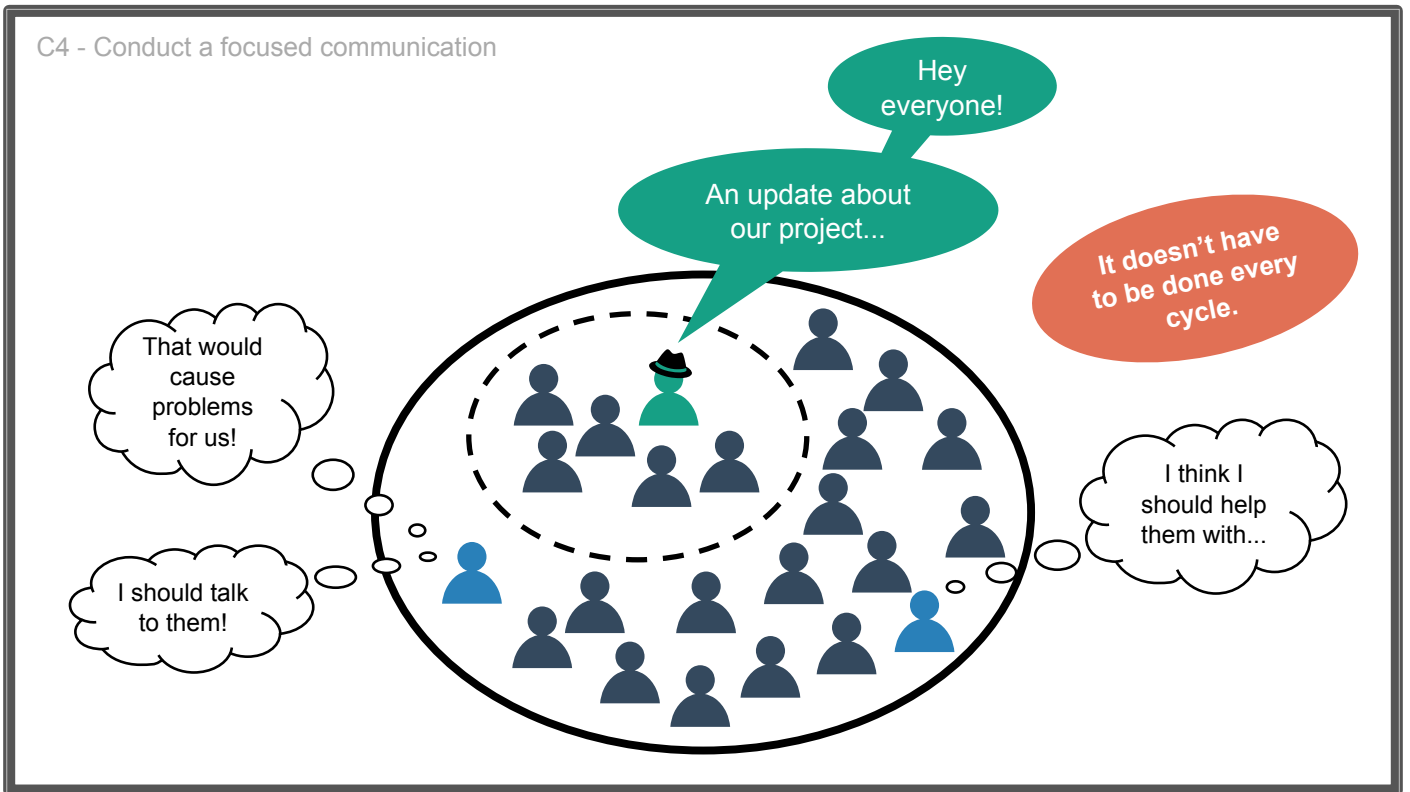 C4 - Conduct a focused communication
Hey
everyone!
An update about
our project...
It doesn’t have
to be done every
cycle.
That would
cause
problems
for us!
I should talk
to them!
I think I
should help
them with...